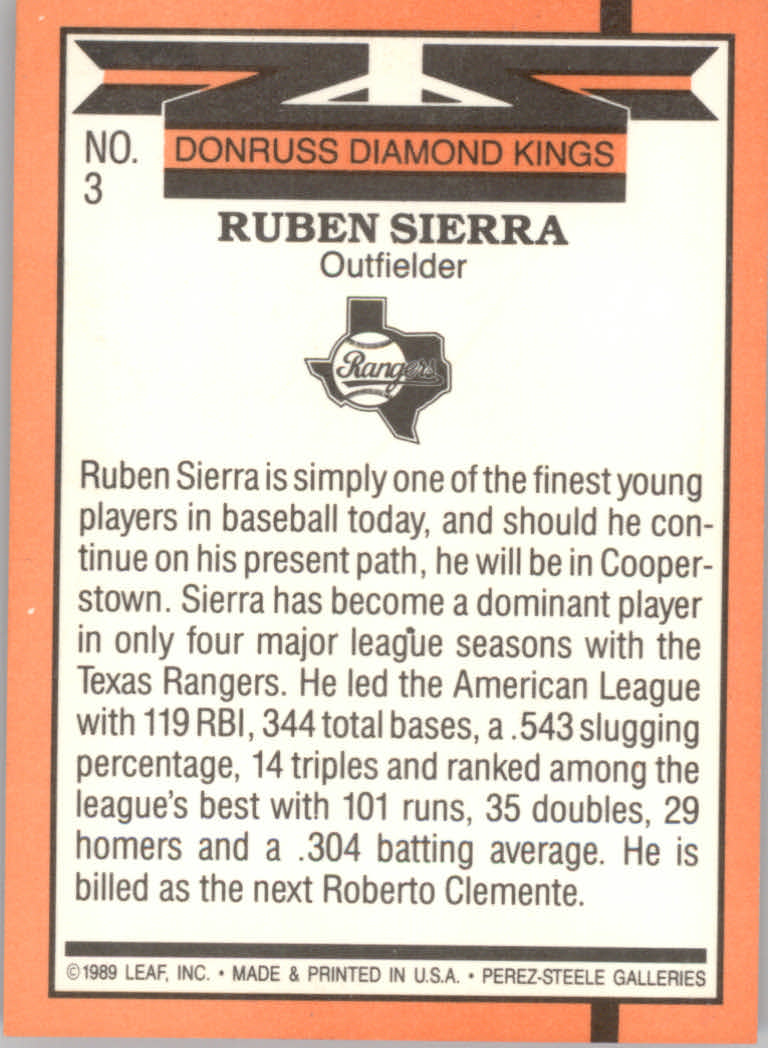 NO.
3
DONRUSS DIAMOND KINGS
RUBEN SIERRA
Outfielder
Rangers
Ruben Sierra is simply one of the finest young
players in baseball today, and should he con-
tinue on his present path, he will be in Cooper-
stown. Sierra has become a dominant player
in only four major league seasons with the
Texas Rangers. He led the American League
with 119 RBI, 344 total bases, a .543 slugging
percentage, 14 triples and ranked among the
league's best with 101 runs, 35 doubles, 29
homers and a .304 batting average. He is
billed as the next Roberto Clemente.
©1989 LEAF, INC. • MADE & PRINTED IN U.S.A. • PEREZ-STEELE GALLERIES